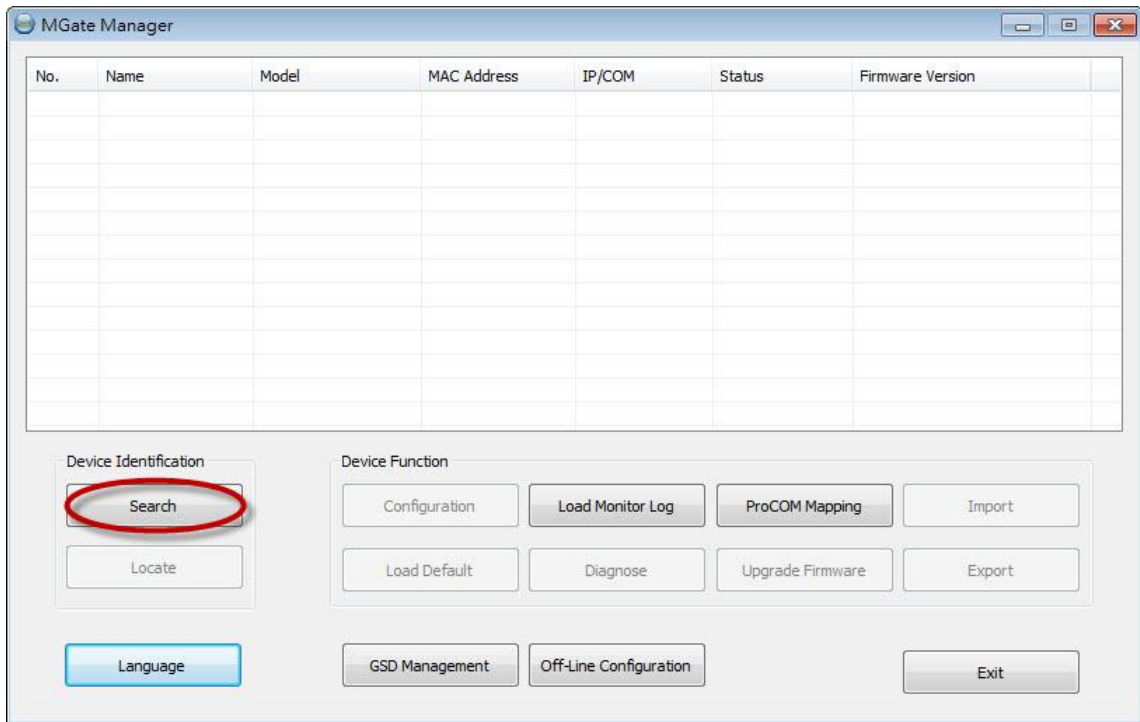 MGate Manager
No. Name Model MAC Address IP/COM Status Firmware Version
Device Identification Device Function
Search Configuration Load Monitor Log ProCOM Mapping Import
Locate Load Default Diagnose Upgrade Firmware Export
Language GSD Management Off-Line Configuration Exit